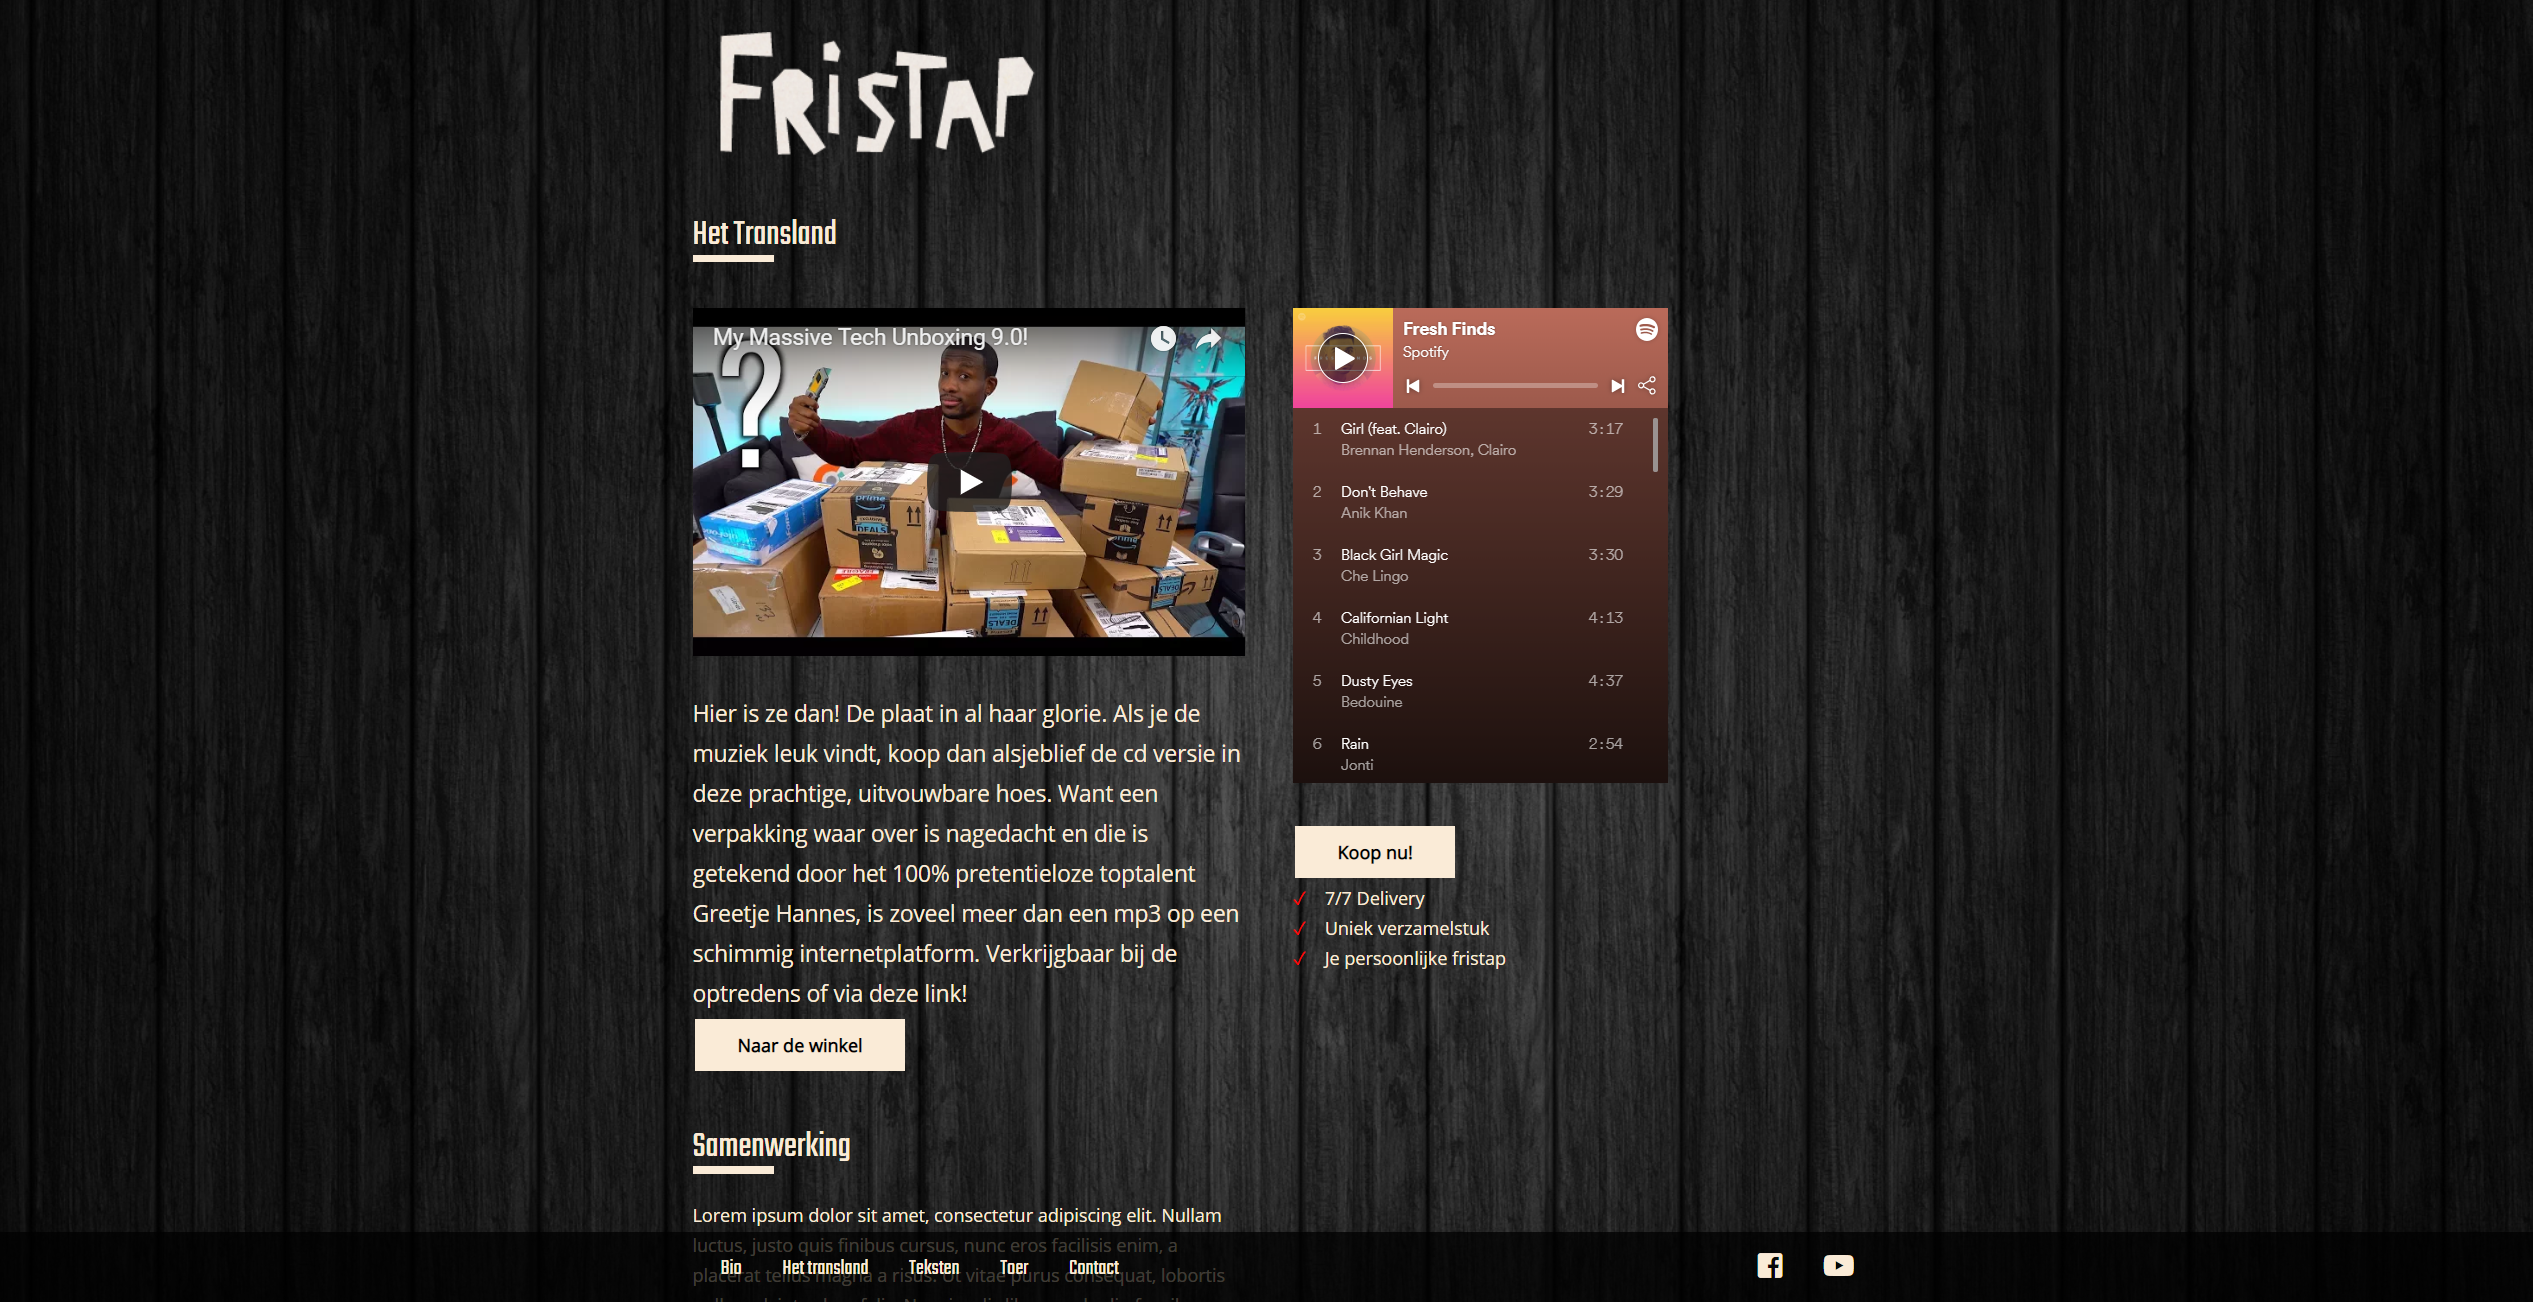 FRiSTAP
Het Transland
My Massive Tech Unboxing 9.0!
?
prime
DEALS
prime
DEALS
Hier is ze dan! De plaat in al haar glorie. Als je de
muziek leuk vindt, koop dan alsjeblief de cd versie in
deze prachtige, uitvouwbare hoes. Want een
verpakking waar over is nagedacht en die is
getekend door het 100% pretentieloze toptalent
Greetje Hannes, is zoveel meer dan een mp3 op een
schimmig internetplatform. Verkrijgbaar bij de
optredens of via deze link!
Naar de winkel
Fresh Finds
Spotify
1 Girl (feat. Clairo) 3:17
Brennan Henderson, Clairo
2 Don't Behave 3:29
Anik Khan
3 Black Girl Magic 3:30
Che Lingo
4 Californian Light 4:13
Childhood
5 Dusty Eyes 4:37
Bedouine
6 Rain 2:54
Jonti
Koop nu!
7/7 Delivery
Uniek verzamelstuk
Je persoonlijke fristap
Samenwerking
Lorem ipsum dolor sit amet, consectetur adipiscing elit. Nullam
luctus, justo quis finibus cursus, nunc eros facilisis enim, a
placerat tellus magna a risus. Ut vitae purus consequat, lobortis
Bio Het transland Teksten Toer Contact